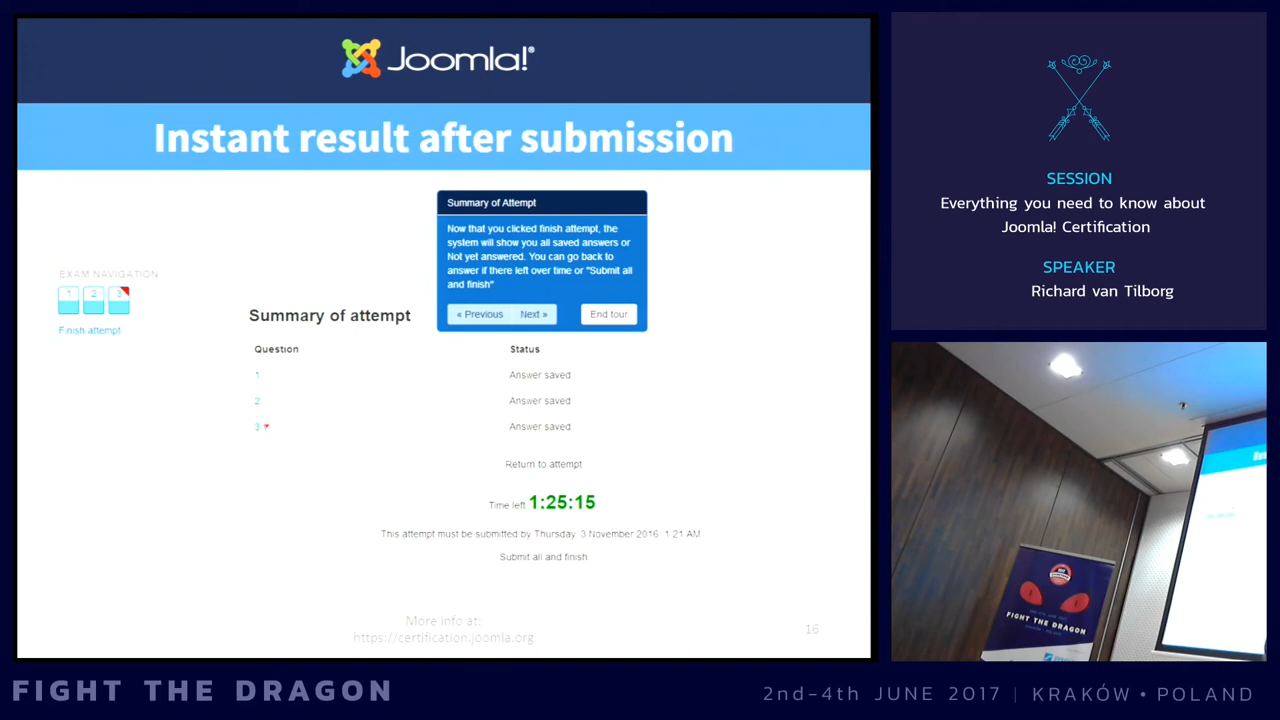 Joomla!®
Instant result after submission
Summary of Attempt
Now that you clicked finish attempt, the
system will show you all saved answers or
Not yet answered. You can go back to
answer if there left over time or "Submit all
and finish"
« Previous
Next »
End tour
EXAM NAVIGATION
1
2
3
Finish attempt
Summary of attempt
Question
Status
1
Answer saved
2
Answer saved
3
Answer saved
Return to attempt
Time left 1:25:15
This attempt must be submitted by Thursday 3 November 2016 1 21 AM
Submit all and finish
More info at:
https://certification.joomla.org
16
SESSION
Everything you need to know about
Joomla! Certification
SPEAKER
Richard van Tilborg
FIGHT THE DRAGON
FIGHT THE DRAGON
2nd-4th JUNE 2017 | KRAKÓW • POLAND